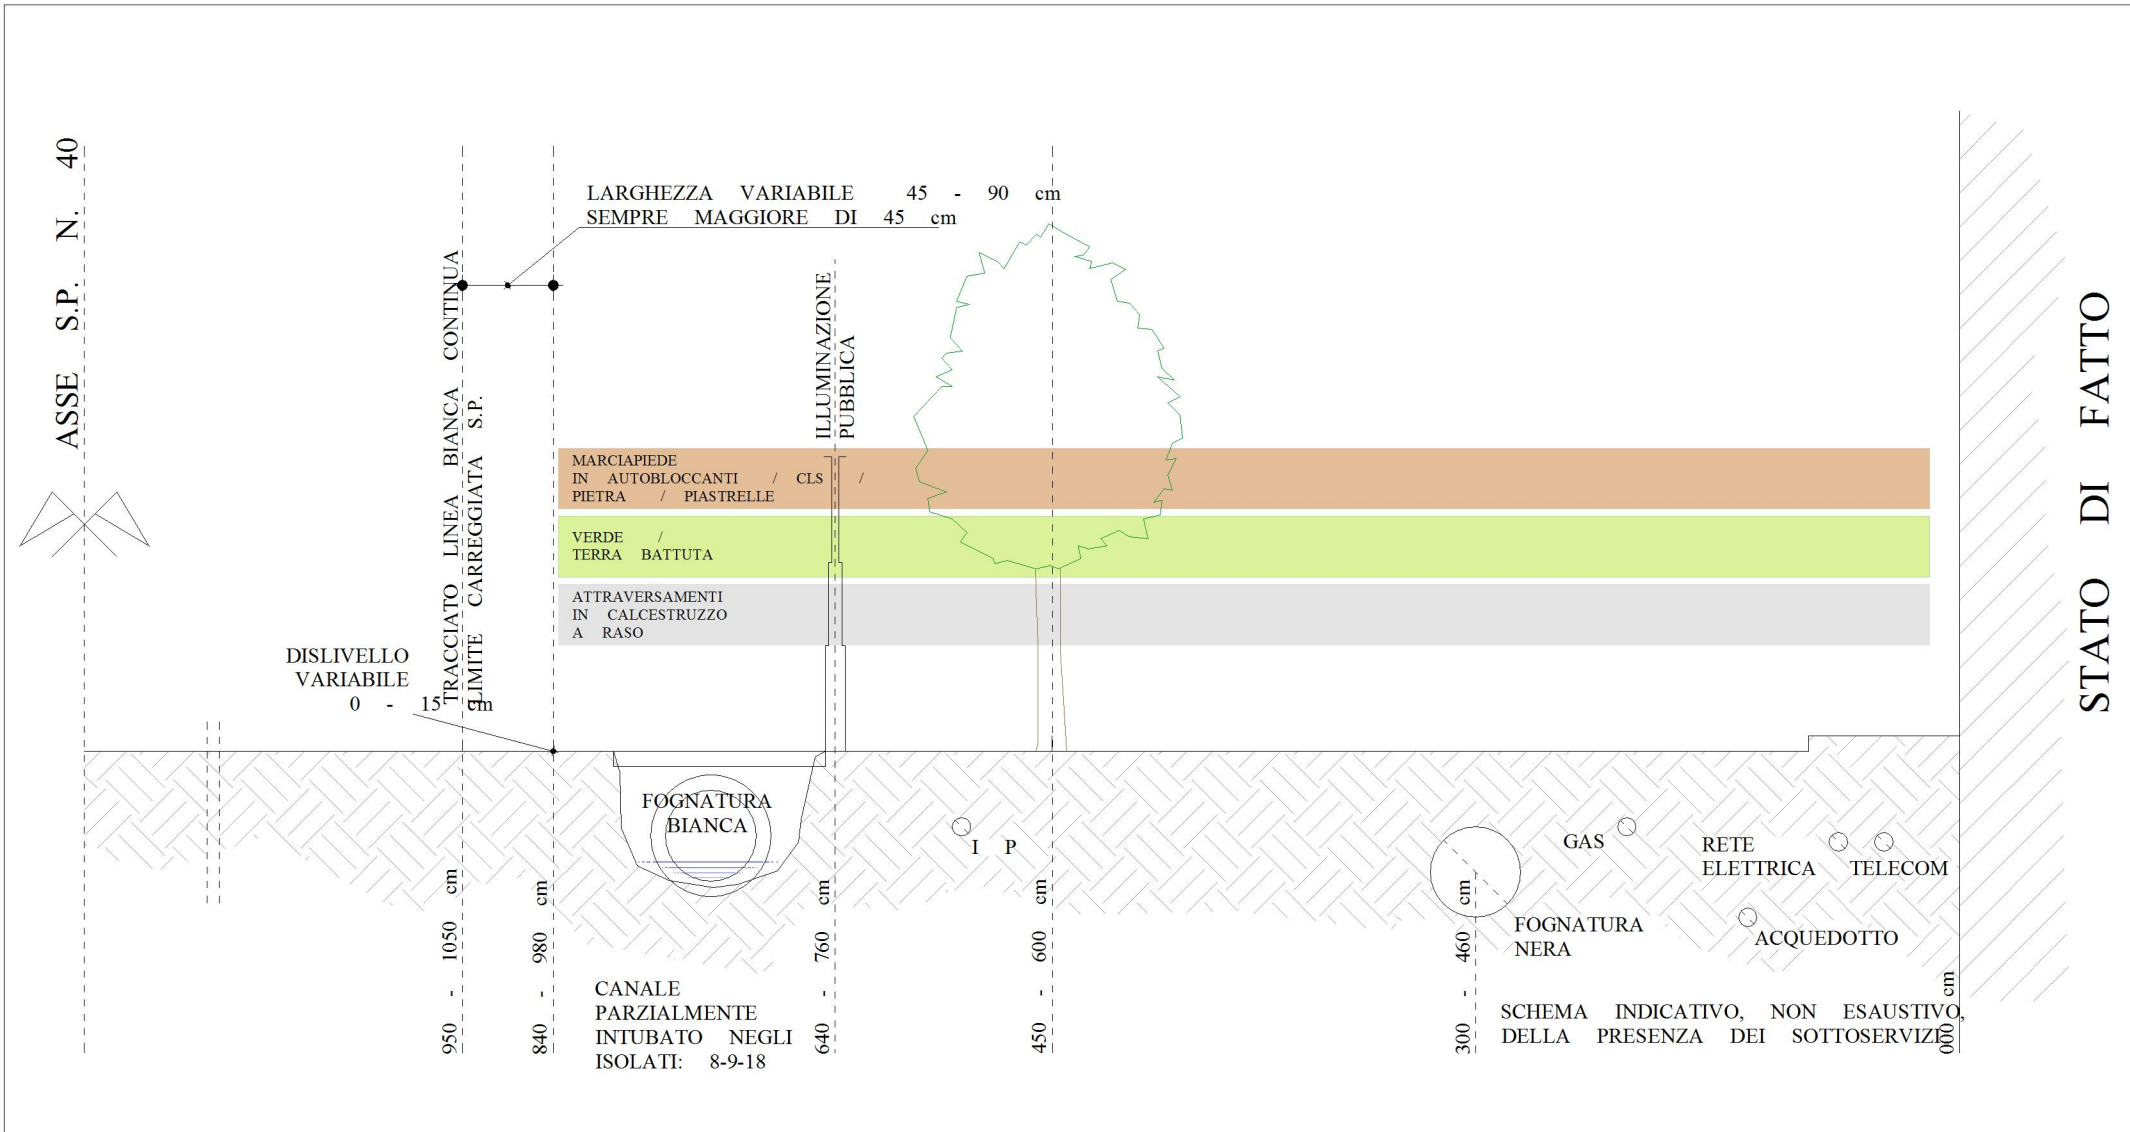 ASSE S.P. N. 40
LARGHEZZA VARIABILE 45 - 90 cm
SEMPRE MAGGIORE DI 45 cm
TRACCIATO LINEA BIANCA CONTINUA
LIMITE CARREGGIATA S.P.
ILLUMINAZIONE
PUBBLICA
MARCIAPIEDE
IN AUTOBLOCCANTI / CLS /
PIETRA / PIASTRELLE
VERDE /
TERRA BATTUTA
ATTRAVERSAMENTI
IN CALCESTRUZZO
A RASO
DISLIVELLO
VARIABILE
0 - 15 cm
STATO DI FATTO
FOGNATURA
BIANCA
I P
GAS
RETE
ELETTRICA
TELECOM
FOGNATURA
NERA
ACQUEDOTTO
950 - 1050 cm
840 - 980 cm
640 - 760 cm
450 - 600 cm
300 - 460 cm
000 cm
CANALE
PARZIALMENTE
INTUBATO NEGLI
ISOLATI: 8-9-18
SCHEMA INDICATIVO, NON ESAUSTIVO,
DELLA PRESENZA DEI SOTTOSERVIZI